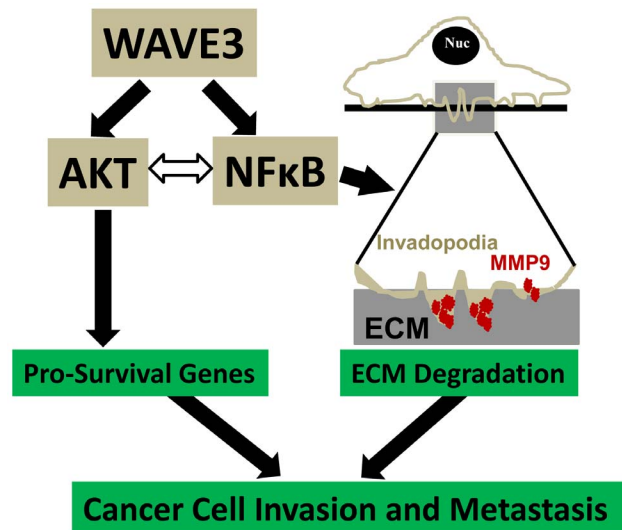 WAVE3
Nuc
AKT
NFκB
Invadopodia
MMP9
ECM
Pro-Survival Genes
ECM Degradation
Cancer Cell Invasion and Metastasis